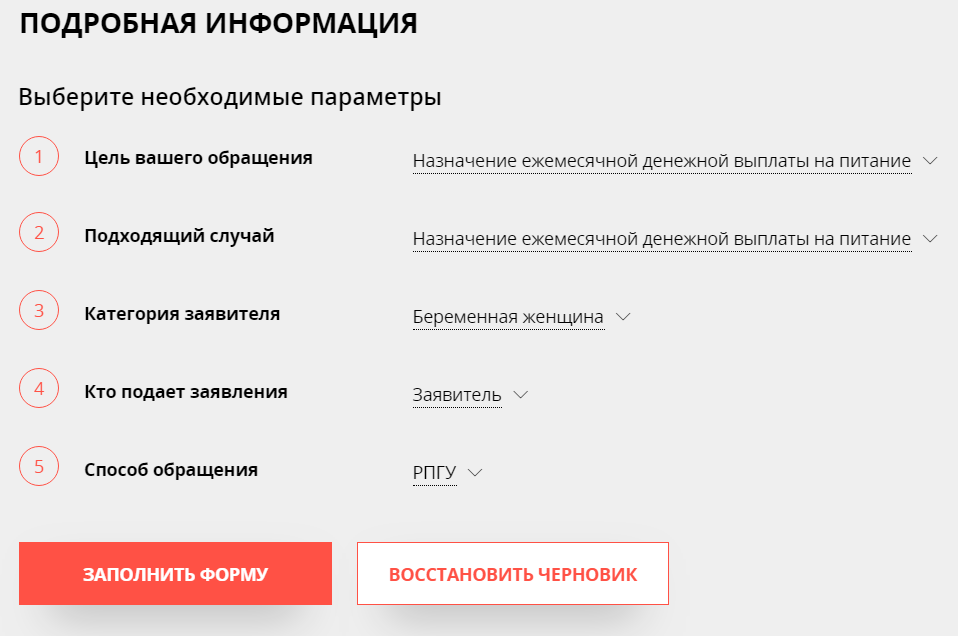 ПОДРОБНАЯ ИНФОРМАЦИЯ
Выберите необходимые параметры
1 Цель вашего обращения Назначение ежемесячной денежной выплаты на питание
2 Подходящий случай Назначение ежемесячной денежной выплаты на питание
3 Категория заявителя Беременная женщина
4 Кто подает заявления Заявитель
5 Способ обращения РПГУ
ЗАПОЛНИТЬ ФОРМУ ВОССТАНОВИТЬ ЧЕРНОВИК